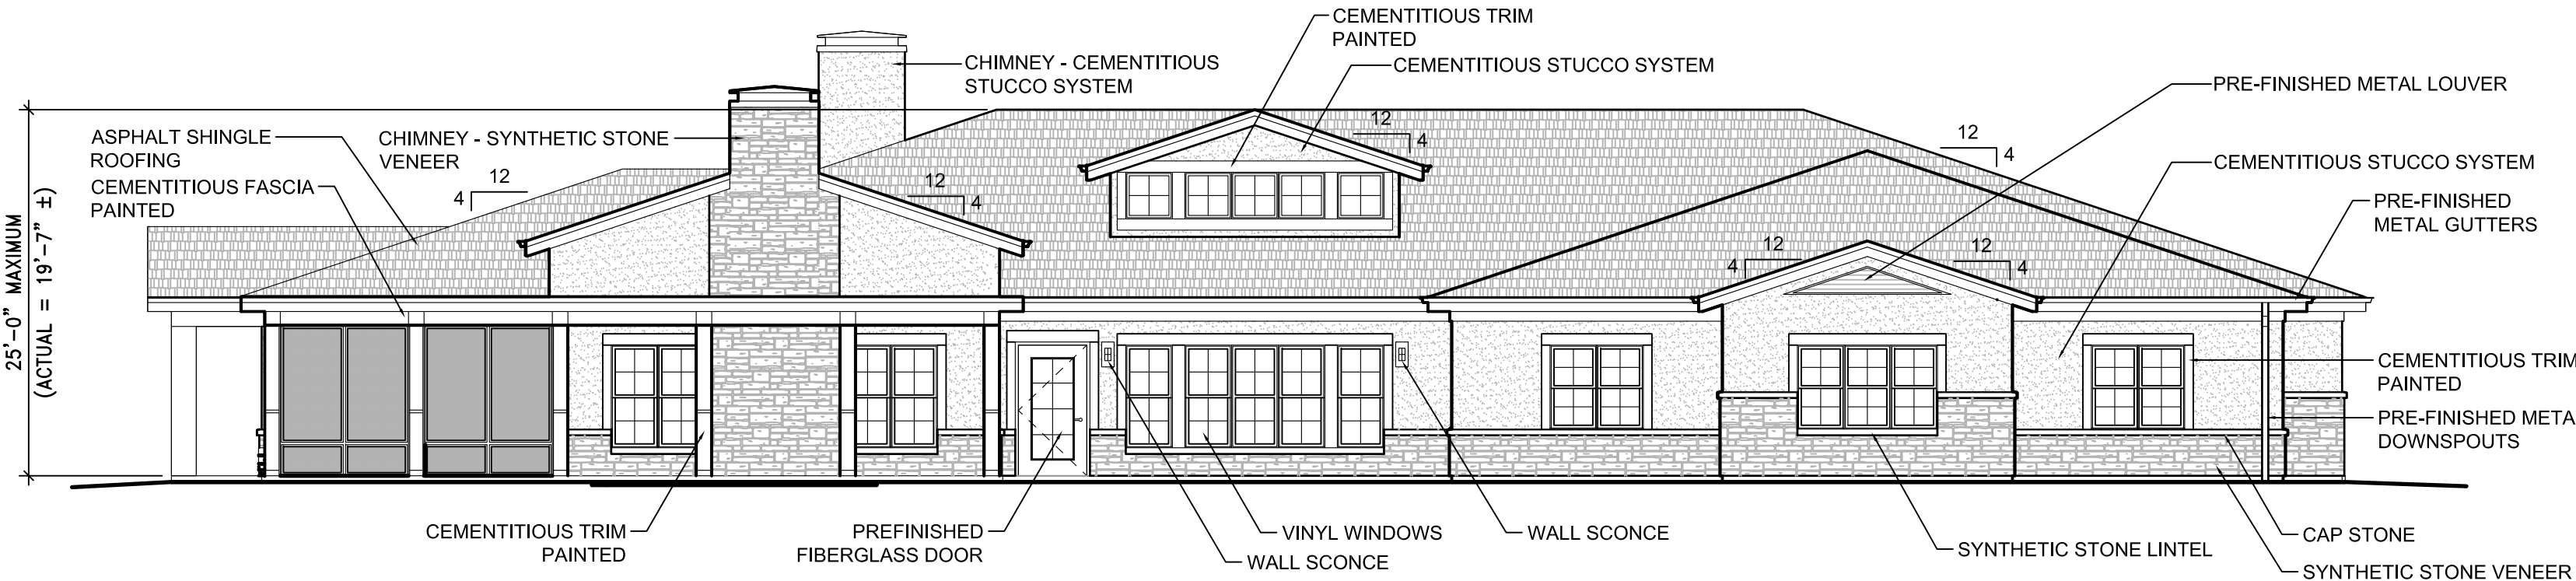 CEMENTITIOUS TRIM
PAINTED
CHIMNEY - CEMENTITIOUS
STUCCO SYSTEM
CEMENTITIOUS STUCCO SYSTEM
PRE-FINISHED METAL LOUVER
ASPHALT SHINGLE
ROOFING
CHIMNEY - SYNTHETIC STONE
VENEER
CEMENTITIOUS FASCIA
PAINTED
12
4
12
4
12
4
12
4
12
4
12
4
CEMENTITIOUS STUCCO SYSTEM
PRE-FINISHED
METAL GUTTERS
25'-0" MAXIMUM
(ACTUAL = 19'-7" ±)
CEMENTITIOUS TRIM
PAINTED
PRE-FINISHED META
DOWNSPOUTS
CEMENTITIOUS TRIM
PAINTED
PREFINISHED
FIBERGLASS DOOR
VINYL WINDOWS
WALL SCONCE
WALL SCONCE
SYNTHETIC STONE LINTEL
CAP STONE
SYNTHETIC STONE VENEER